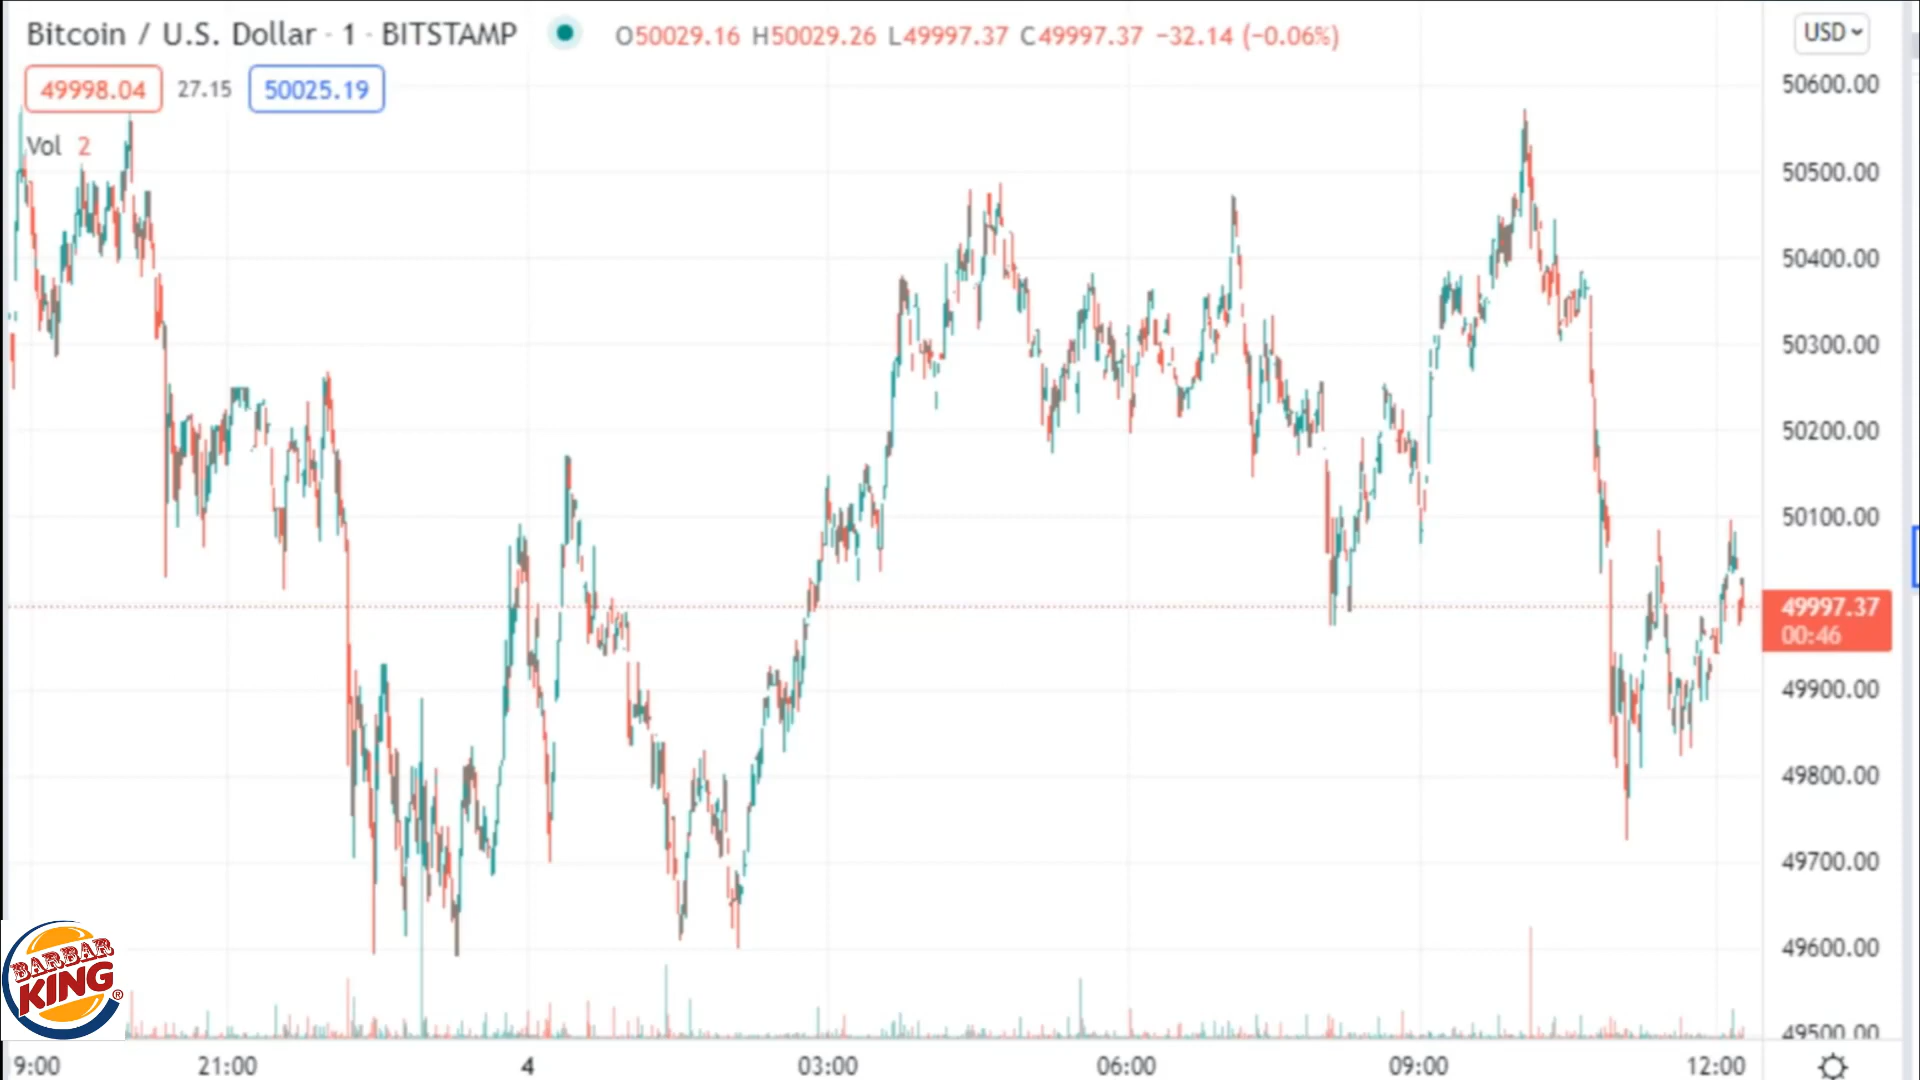 Bitcoin / U.S. Dollar · 1 · BITSTAMP O50029.16 H50029.26 L49997.37 C49997.37 −32.14 (−0.06%) USD
49998.04 27.15 50025.19
Vol 2
50600.00
50500.00
50400.00
50300.00
50200.00
50100.00
49997.37
00:46
49900.00
49800.00
49700.00
49600.00
49500.00
BARBAR
KING®
9:00 21:00 4 03:00 06:00 09:00 12:00